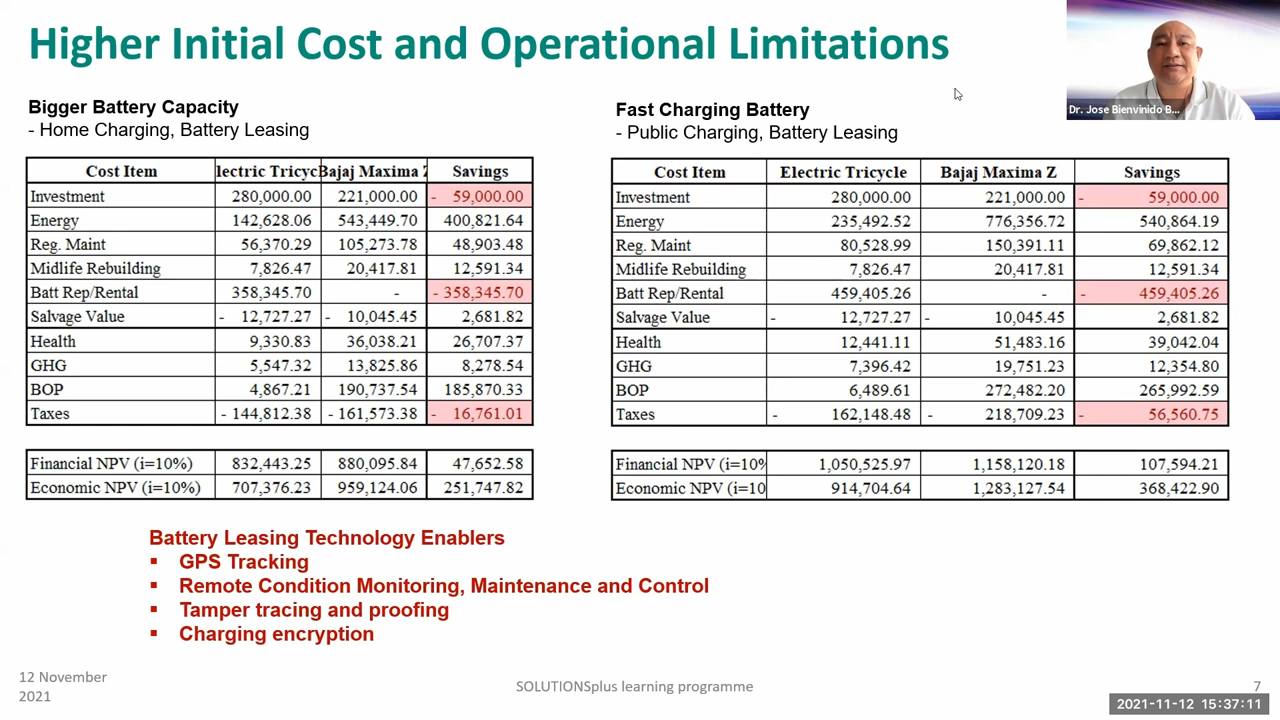 Higher Initial Cost and Operational Limitations
Dr. Jose Bienvinido B...
Bigger Battery Capacity
- Home Charging, Battery Leasing
Cost Item lectric Tricyc Bajaj Maxima Z Savings
Investment 280,000.00 221,000.00 - 59,000.00
Energy 142,628.06 543,449.70 400,821.64
Reg. Maint 56,370.29 105,273.78 48,903.48
Midlife Rebuilding 7,826.47 20,417.81 12,591.34
Batt Rep/Rental 358,345.70 - - 358,345.70
Salvage Value - 12,727.27 - 10,045.45 2,681.82
Health 9,330.83 36,038.21 26,707.37
GHG 5,547.32 13,825.86 8,278.54
BOP 4,867.21 190,737.54 185,870.33
Taxes - 144,812.38 - 161,573.38 - 16,761.01
Financial NPV (i=10%) 832,443.25 880,095.84 47,652.58
Economic NPV (i=10%) 707,376.23 959,124.06 251,747.82
Fast Charging Battery
- Public Charging, Battery Leasing
Cost Item Electric Tricycle Bajaj Maxima Z Savings
Investment 280,000.00 221,000.00 - 59,000.00
Energy 235,492.52 776,356.72 540,864.19
Reg. Maint 80,528.99 150,391.11 69,862.12
Midlife Rebuilding 7,826.47 20,417.81 12,591.34
Batt Rep/Rental 459,405.26 - - 459,405.26
Salvage Value - 12,727.27 - 10,045.45 2,681.82
Health 12,441.11 51,483.16 39,042.04
GHG 7,396.42 19,751.23 12,354.80
BOP 6,489.61 272,482.20 265,992.59
Taxes - 162,148.48 - 218,709.23 - 56,560.75
Financial NPV (i=10% 1,050,525.97 1,158,120.18 107,594.21
Economic NPV (i=10 914,704.64 1,283,127.54 368,422.90
Battery Leasing Technology Enablers
▪ GPS Tracking
▪ Remote Condition Monitoring, Maintenance and Control
▪ Tamper tracing and proofing
▪ Charging encryption
12 November
2021
SOLUTIONSplus learning programme
7
2021-11-12 15:37:11